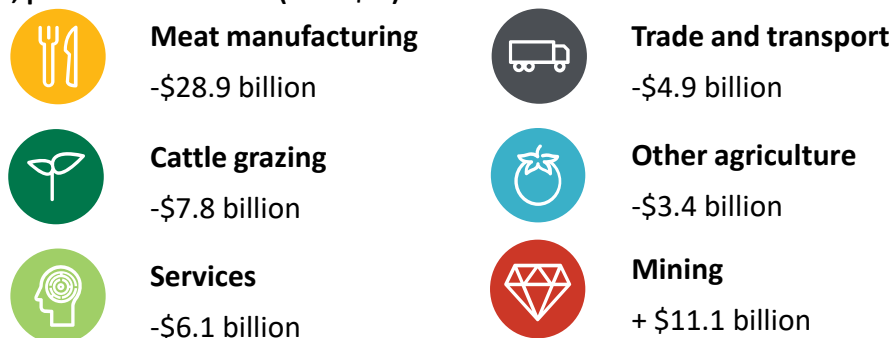 Meat manufacturing
-$28.9 billion
Cattle grazing
-$7.8 billion
Services
-$6.1 billion
Trade and transport
-$4.9 billion
Other agriculture
-$3.4 billion
Mining
+ $11.1 billion